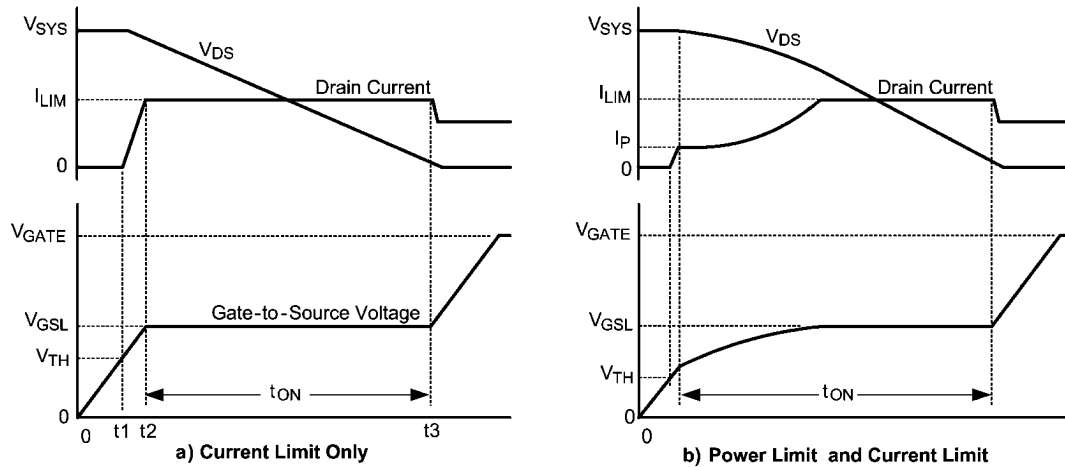 VSYS
VDS
ILIM
Drain Current
0
VGATE
VGSL
Gate-to-Source Voltage
VTH
tON
0
0
t1
t2
t3
a) Current Limit Only
VSYS
VDS
ILIM
Drain Current
IP
0
VGATE
VGSL
VTH
tON
0
0
b) Power Limit and Current Limit